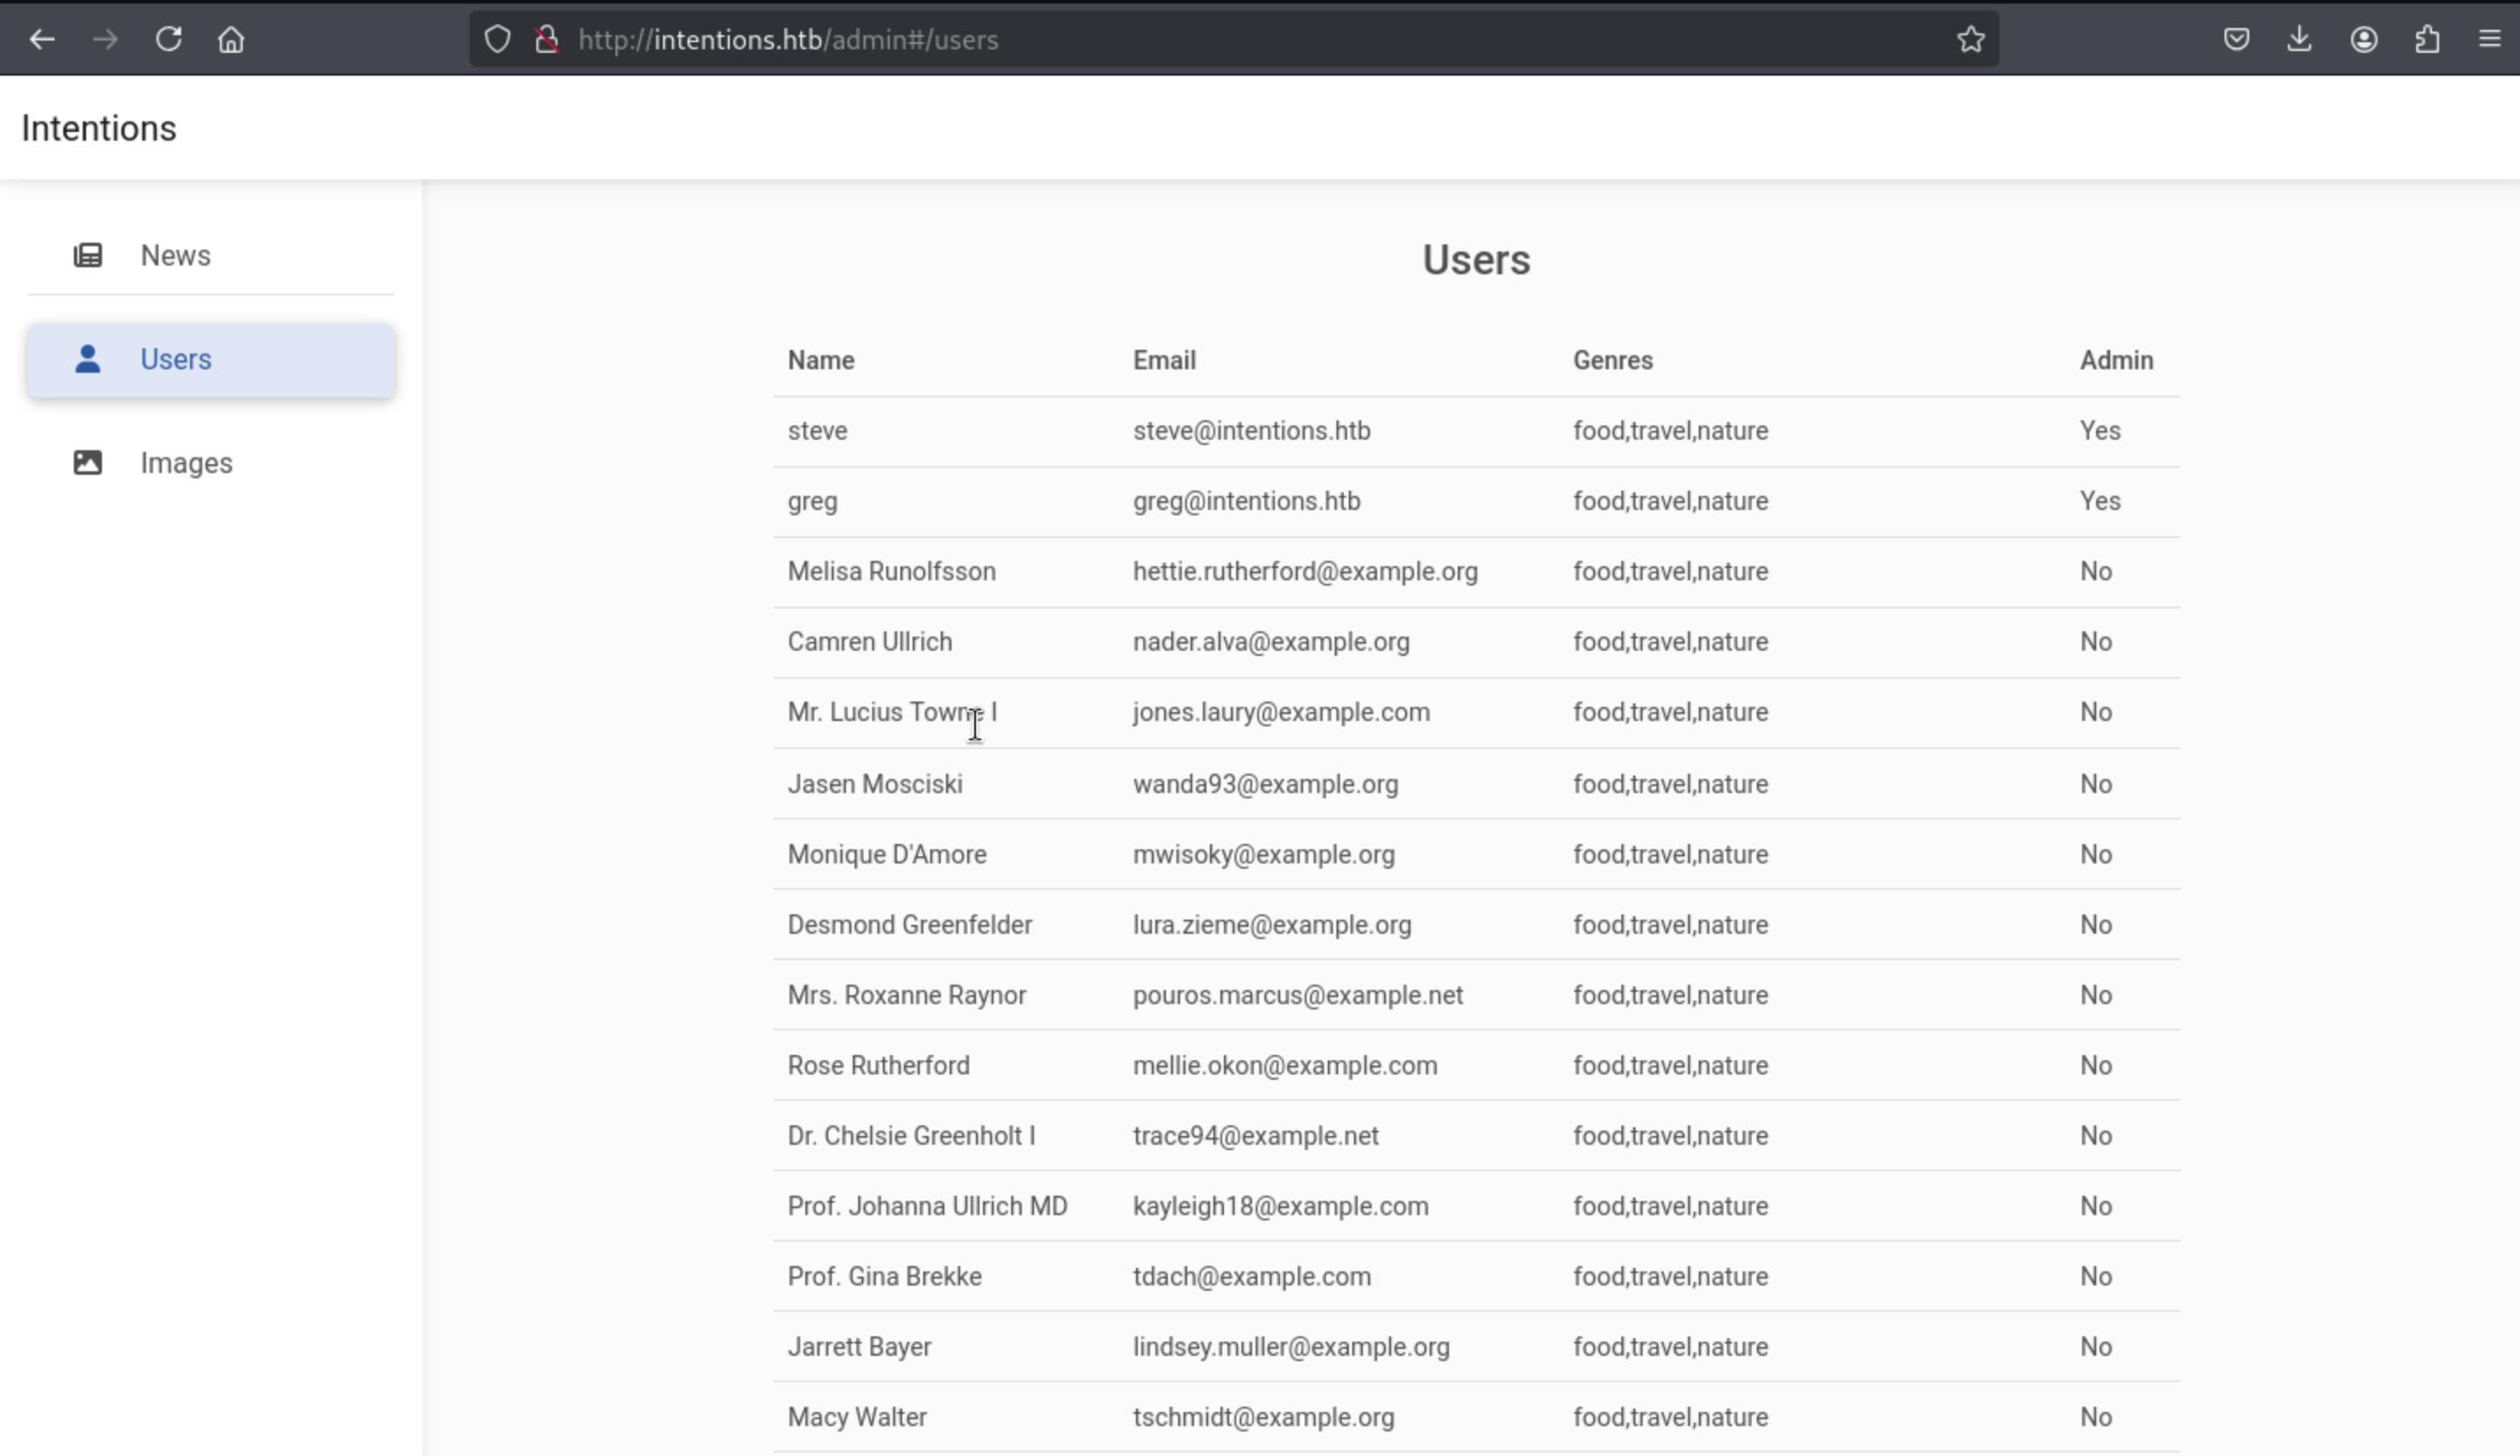 http://intentions.htb/admin#/users
Intentions
News
Users
Images
Users
Name Email Genres Admin
steve steve@intentions.htb food,travel,nature Yes
greg greg@intentions.htb food,travel,nature Yes
Melisa Runolfsson hettie.rutherford@example.org food,travel,nature No
Camren Ullrich nader.alva@example.org food,travel,nature No
Mr. Lucius Towne I jones.laury@example.com food,travel,nature No
Jasen Mosciski wanda93@example.org food,travel,nature No
Monique D'Amore mwisoky@example.org food,travel,nature No
Desmond Greenfelder lura.zieme@example.org food,travel,nature No
Mrs. Roxanne Raynor pouros.marcus@example.net food,travel,nature No
Rose Rutherford mellie.okon@example.com food,travel,nature No
Dr. Chelsie Greenholt I trace94@example.net food,travel,nature No
Prof. Johanna Ullrich MD kayleigh18@example.com food,travel,nature No
Prof. Gina Brekke tdach@example.com food,travel,nature No
Jarrett Bayer lindsey.muller@example.org food,travel,nature No
Macy Walter tschmidt@example.org food,travel,nature No